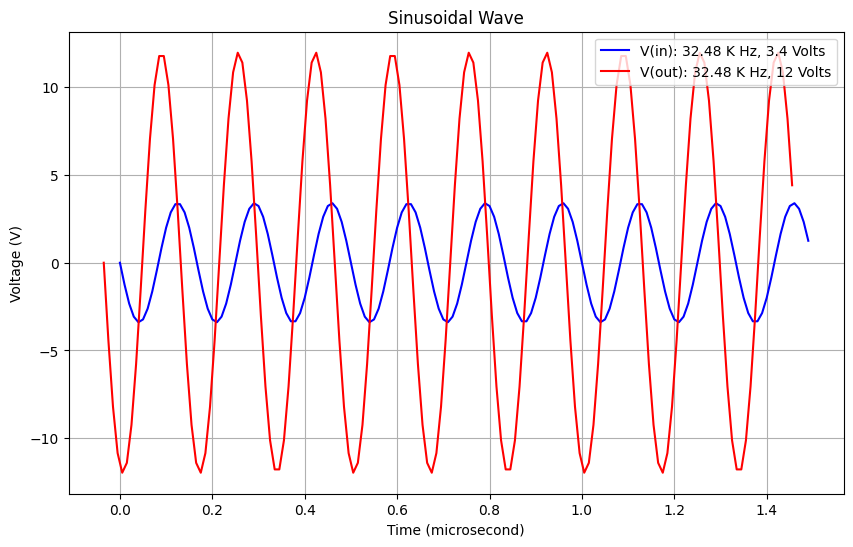 Sinusoidal Wave
V(in): 32.48 K Hz, 3.4 Volts
V(out): 32.48 K Hz, 12 Volts
Voltage (V)
10
5
0
−5
−10
0.0 0.2 0.4 0.6 0.8 1.0 1.2 1.4
Time (microsecond)